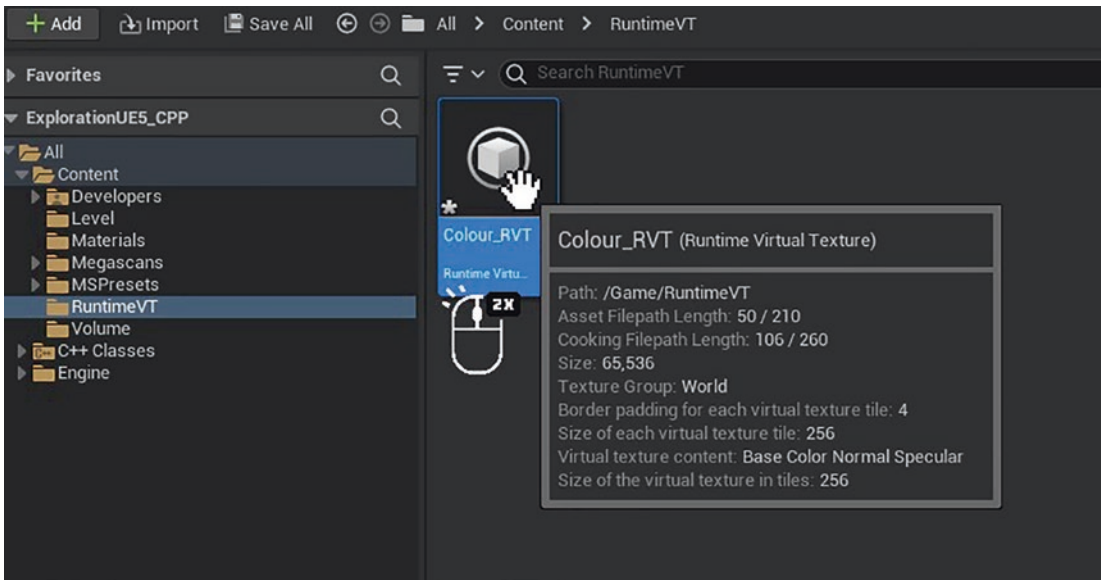 + Add Import Save All All > Content > RuntimeVT
Favorites
Search RuntimeVT
ExplorationUE5_CPP
All
Content
Developers
Level
Materials
Megascans
MSPresets
RuntimeVT
Volume
C++ Classes
Engine
*
Colour_RVT
Runtime Virtu...
2X
Colour_RVT (Runtime Virtual Texture)
Path: /Game/RuntimeVT
Asset Filepath Length: 50 / 210
Cooking Filepath Length: 106 / 260
Size: 65,536
Texture Group: World
Border padding for each virtual texture tile: 4
Size of each virtual texture tile: 256
Virtual texture content: Base Color Normal Specular
Size of the virtual texture in tiles: 256